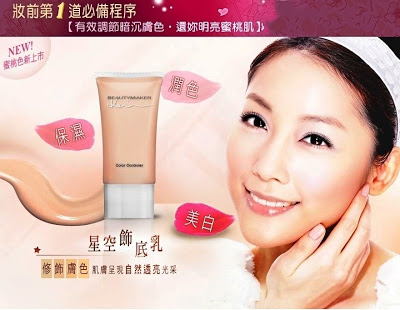 妝前第1道必備程序
【有效調節暗沉膚色，還妳明亮蜜桃肌】
NEW!
蜜桃色新上市
潤色
BEAUTYMAKER
保濕
Color Controler
美白
星空飾底乳
修飾膚色 肌膚呈現自然透亮光采